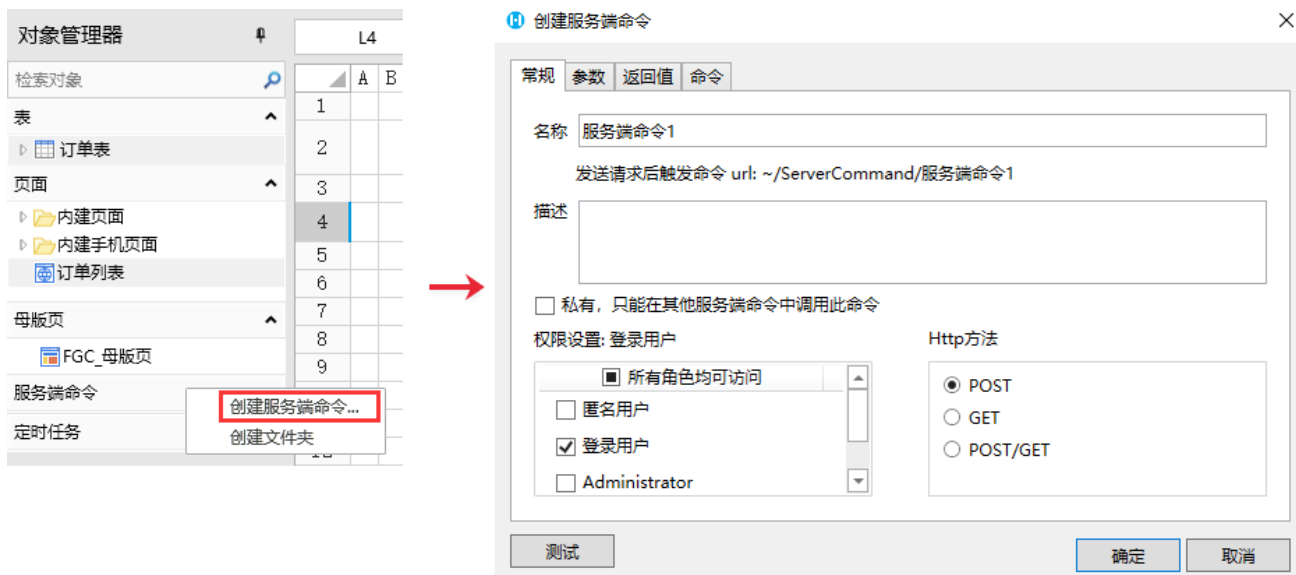 对象管理器
L4
检索对象
A B
表
1
订单表
2
页面
3
内建页面
4
内建手机页面
5
订单列表
6
7
母版页
8
FGC_母版页
9
服务端命令
创建服务端命令...
定时任务
创建文件夹
创建服务端命令
常规 参数 返回值 命令
名称 服务端命令1
发送请求后触发命令 url: ~/ServerCommand/服务端命令1
描述
私有，只能在其他服务端命令中调用此命令
权限设置: 登录用户
Http方法
所有角色均可访问
POST
匿名用户
GET
登录用户
POST/GET
Administrator
测试 确定 取消